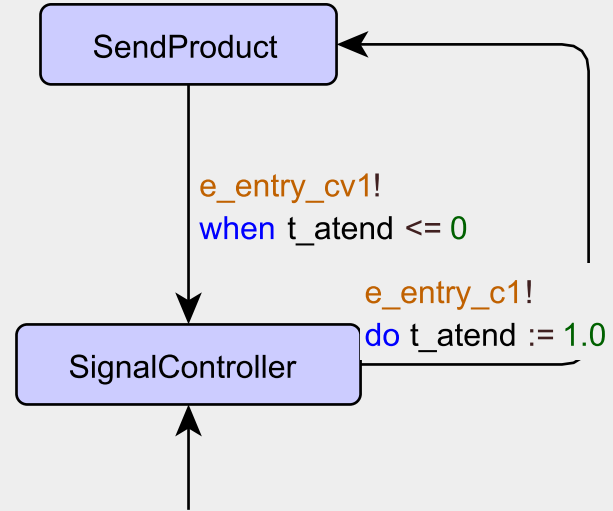 SendProduct
e_entry_cv1!
when t_atend <= 0
e_entry_c1!
do t_atend := 1.0
SignalController